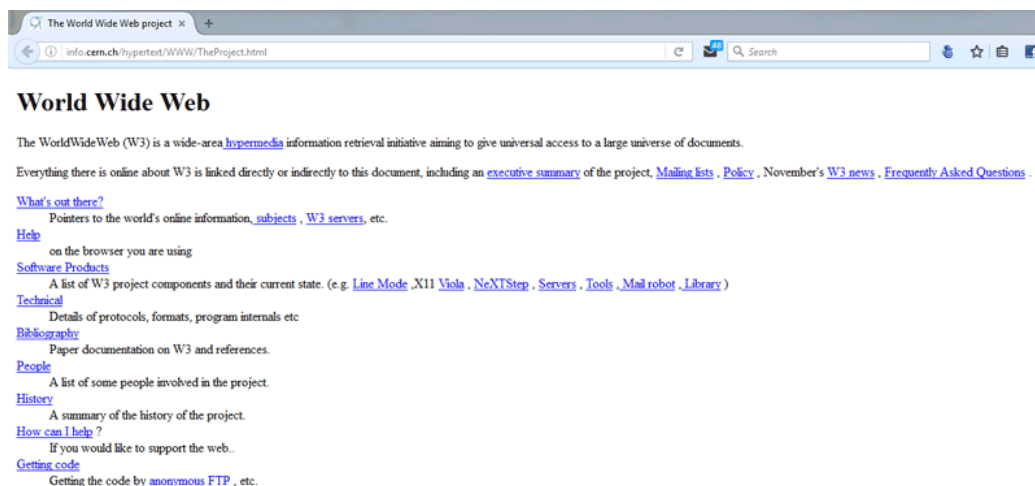 The World Wide Web project
info.cern.ch/hypertext/WWW/TheProject.html
48
Search
World Wide Web
The WorldWideWeb (W3) is a wide-area hypermedia information retrieval initiative aiming to give universal access to a large universe of documents.
Everything there is online about W3 is linked directly or indirectly to this document, including an executive summary of the project, Mailing lists , Policy , November's W3 news , Frequently Asked Questions .
What's out there?
Pointers to the world's online information, subjects , W3 servers, etc.
Help
on the browser you are using
Software Products
A list of W3 project components and their current state. (e.g. Line Mode ,X11 Viola , NeXTStep , Servers , Tools , Mail robot , Library )
Technical
Details of protocols, formats, program internals etc
Bibliography
Paper documentation on W3 and references.
People
A list of some people involved in the project.
History
A summary of the history of the project.
How can I help ?
If you would like to support the web..
Getting code
Getting the code by anonymous FTP , etc.